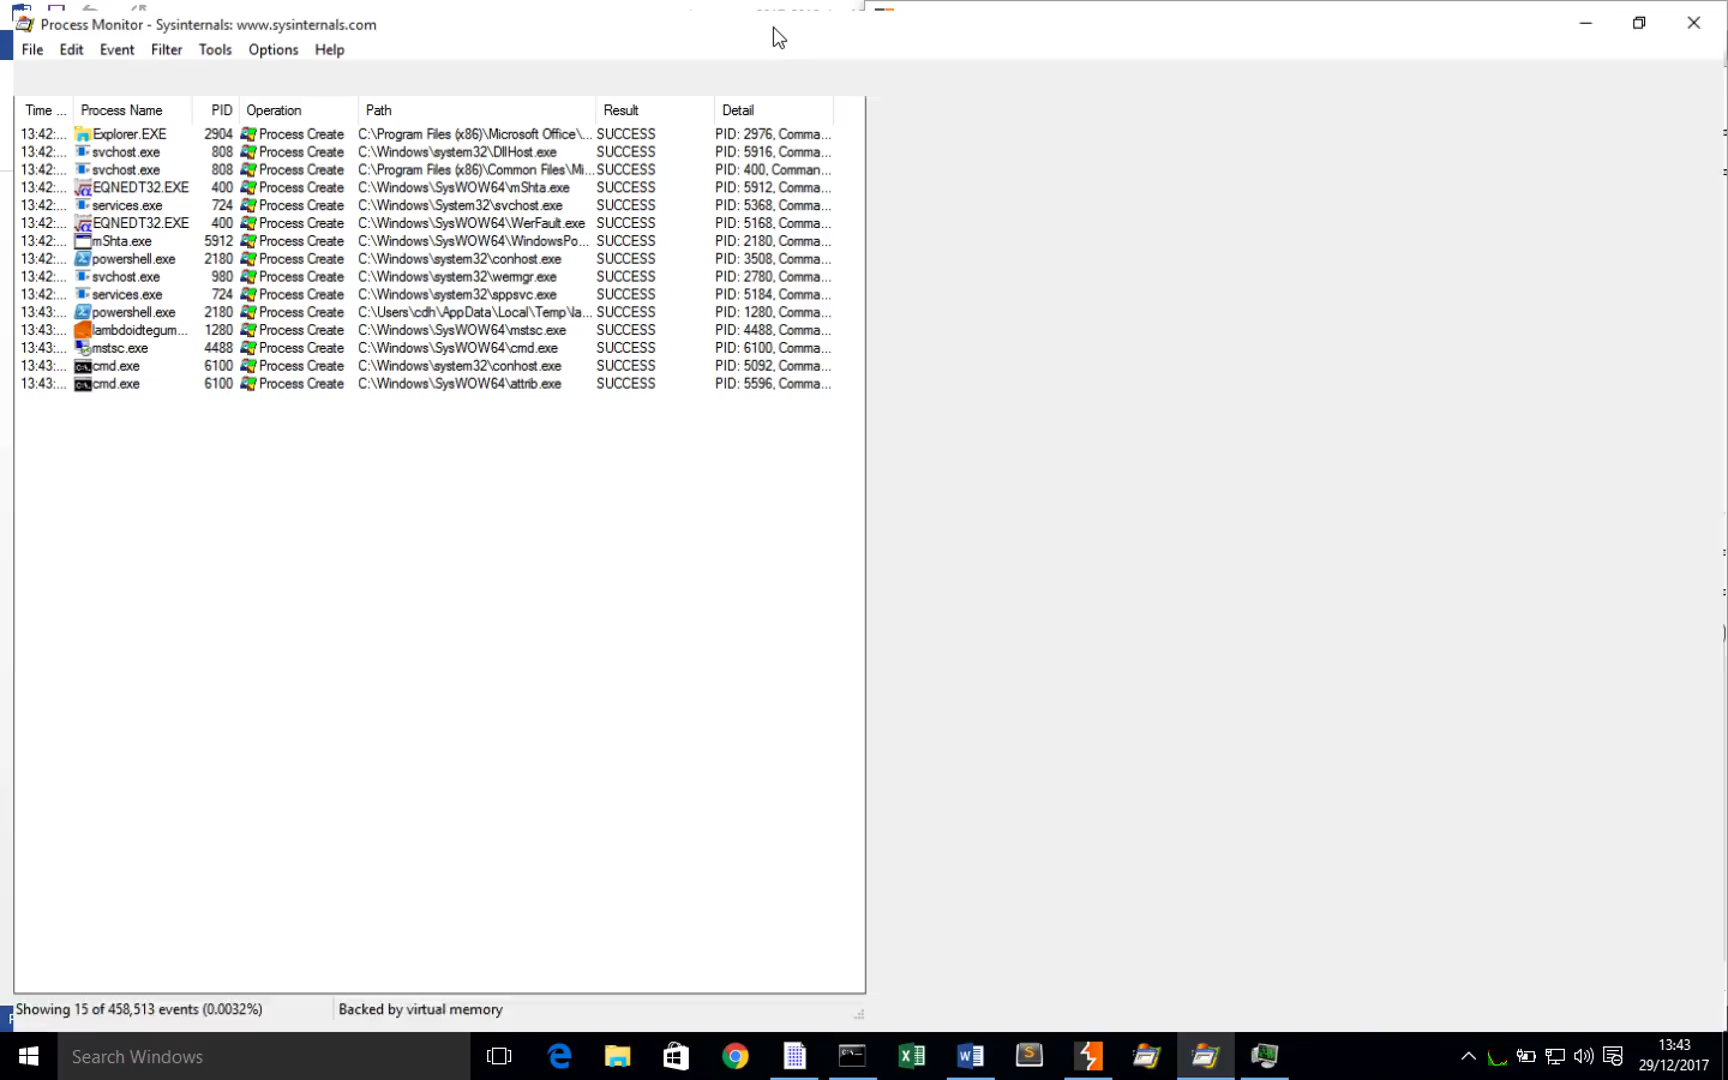 Process Monitor - Sysinternals: www.sysinternals.com
File Edit Event Filter Tools Options Help
Time ... Process Name PID Operation Path Result Detail
13:42:... Explorer.EXE 2904 Process Create C:\Program Files (x86)\Microsoft Office\... SUCCESS PID: 2976, Comma...
13:42:... svchost.exe 808 Process Create C:\Windows\system32\DllHost.exe SUCCESS PID: 5916, Comma...
13:42:... svchost.exe 808 Process Create C:\Program Files (x86)\Common Files\Mi... SUCCESS PID: 400, Comman...
13:42:... EQNEDT32.EXE 400 Process Create C:\Windows\SysWOW64\mShta.exe SUCCESS PID: 5912, Comma...
13:42:... services.exe 724 Process Create C:\Windows\System32\svchost.exe SUCCESS PID: 5368, Comma...
13:42:... EQNEDT32.EXE 400 Process Create C:\Windows\SysWOW64\WerFault.exe SUCCESS PID: 5168, Comma...
13:42:... mShta.exe 5912 Process Create C:\Windows\SysWOW64\WindowsPo... SUCCESS PID: 2180, Comma...
13:42:... powershell.exe 2180 Process Create C:\Windows\system32\conhost.exe SUCCESS PID: 3508, Comma...
13:42:... svchost.exe 980 Process Create C:\Windows\system32\wermgr.exe SUCCESS PID: 2780, Comma...
13:42:... services.exe 724 Process Create C:\Windows\system32\sppsvc.exe SUCCESS PID: 5184, Comma...
13:43:... powershell.exe 2180 Process Create C:\Users\cdh\AppData\Local\Temp\la... SUCCESS PID: 1280, Comma...
13:43:... lambdoidtegum... 1280 Process Create C:\Windows\SysWOW64\mstsc.exe SUCCESS PID: 4488, Comma...
13:43:... mstsc.exe 4488 Process Create C:\Windows\SysWOW64\cmd.exe SUCCESS PID: 6100, Comma...
13:43:... cmd.exe 6100 Process Create C:\Windows\system32\conhost.exe SUCCESS PID: 5092, Comma...
13:43:... cmd.exe 6100 Process Create C:\Windows\SysWOW64\attrib.exe SUCCESS PID: 5596, Comma...
Showing 15 of 458,513 events (0.0032%) Backed by virtual memory
Search Windows
13:43
29/12/2017